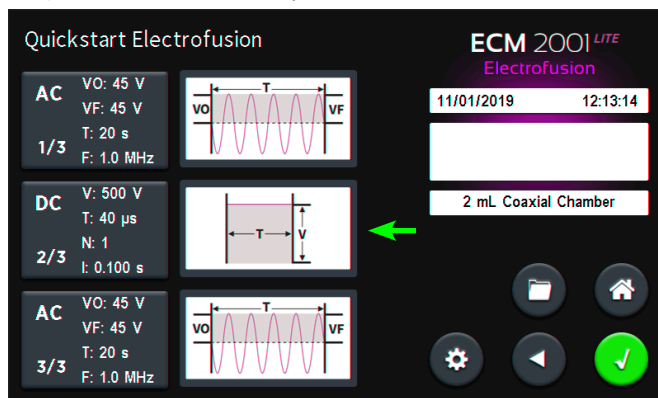 Quickstart Electrofusion
AC
1/3
VO: 45 V
VF: 45 V
T: 20 s
F: 1.0 MHz
T
VO
VF
DC
2/3
V: 500 V
T: 40 µs
N: 1
I: 0.100 s
T
V
AC
3/3
VO: 45 V
VF: 45 V
T: 20 s
F: 1.0 MHz
T
VO
VF
ECM 2001 LITE
Electrofusion
11/01/2019 12:13:14
2 mL Coaxial Chamber